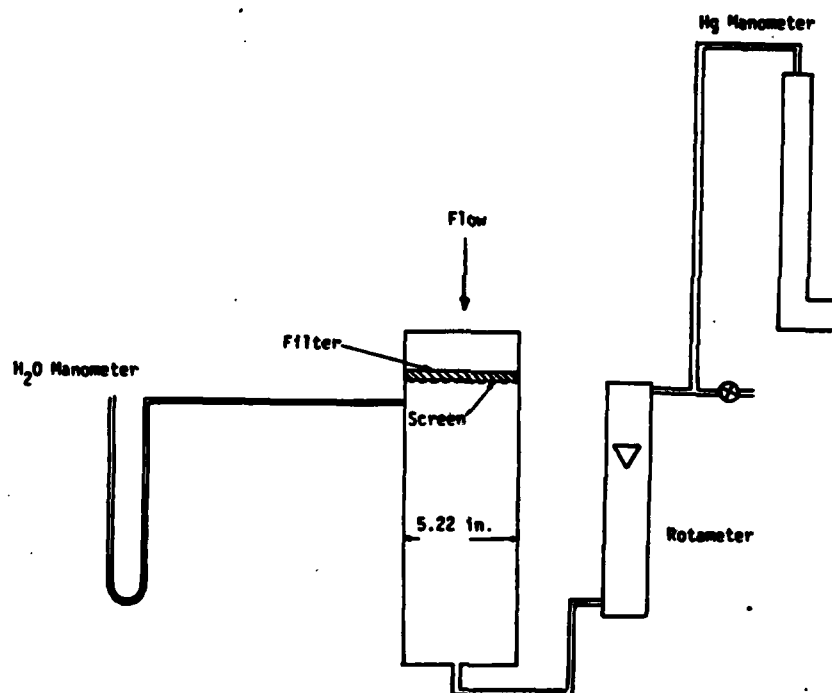 Hg Manometer
Flow
Filter
H₂O Manometer
Screen
5.22 in.
Rotameter